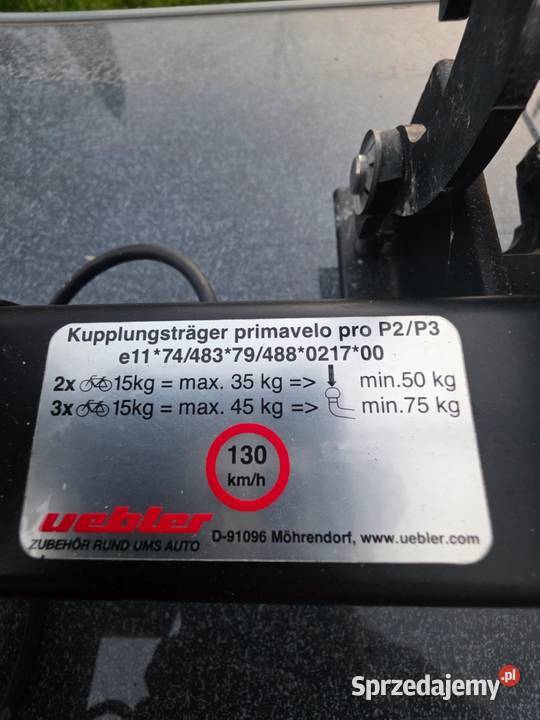 Kupplungsträger primavelo pro P2/P3
e11*74/483*79/488*0217*00
2x 15kg = max. 35 kg => min.50 kg
3x 15kg = max. 45 kg => min.75 kg
130
km/h
uebler
ZUBEHÖR RUND UMS AUTO
D-91096 Möhrendorf, www.uebler.com
Sprzedajemy.pl